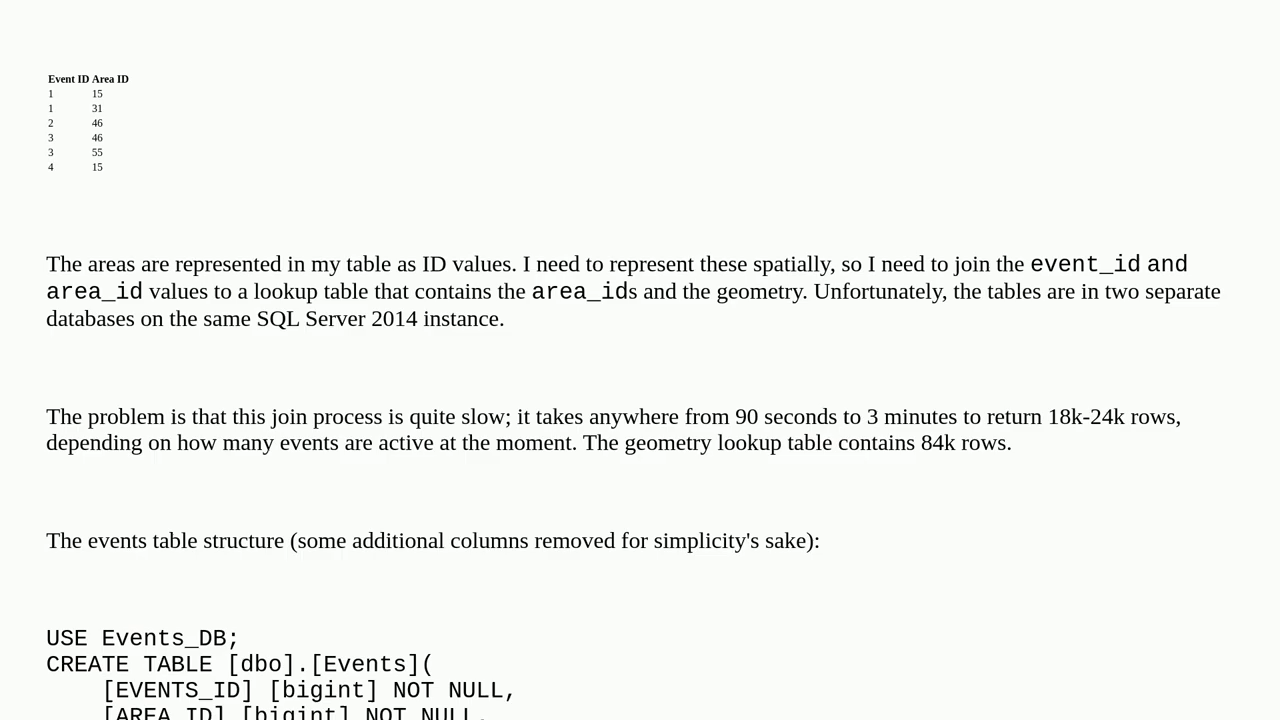 Event ID Area ID
1 15
1 31
2 46
3 46
3 55
4 15
The areas are represented in my table as ID values. I need to represent these spatially, so I need to join the event_id and
area_id values to a lookup table that contains the area_ids and the geometry. Unfortunately, the tables are in two separate
databases on the same SQL Server 2014 instance.
The problem is that this join process is quite slow; it takes anywhere from 90 seconds to 3 minutes to return 18k-24k rows,
depending on how many events are active at the moment. The geometry lookup table contains 84k rows.
The events table structure (some additional columns removed for simplicity's sake):
USE Events_DB;
CREATE TABLE [dbo].[Events](
    [EVENTS_ID] [bigint] NOT NULL,
    [AREA_ID] [bigint] NOT NULL,